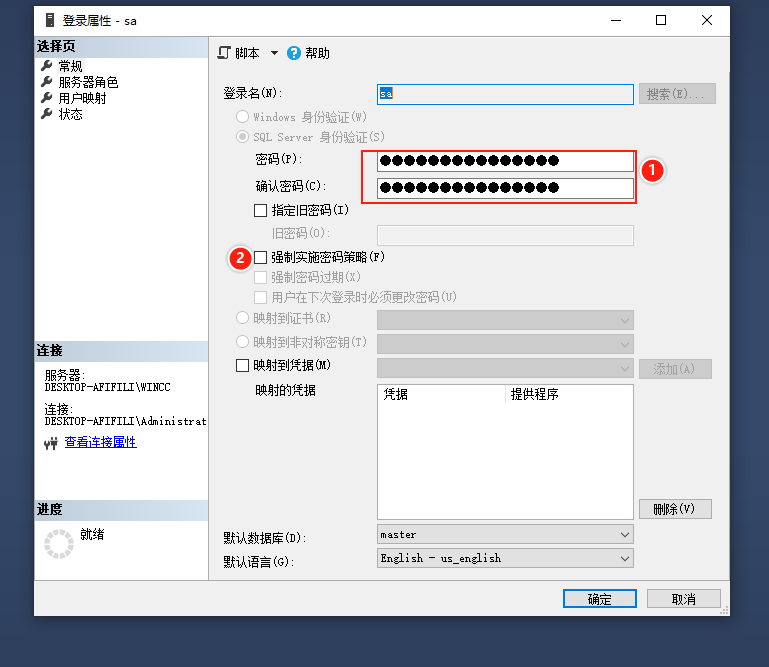 登录属性 - sa
选择页
常规
服务器角色
用户映射
状态
脚本
帮助
登录名(N):
sa
搜索(E)...
Windows 身份验证(W)
SQL Server 身份验证(S)
密码(P):
●●●●●●●●●●●●●●●
1
确认密码(C):
●●●●●●●●●●●●●●●
指定旧密码(I)
旧密码(O):
2
强制实施密码策略(F)
强制密码过期(X)
用户在下次登录时必须更改密码(U)
映射到证书(R)
映射到非对称密钥(T)
映射到凭据(M)
添加(A)
映射的凭据
凭据
提供程序
删除(V)
默认数据库(D):
master
默认语言(G):
English - us_english
连接
服务器:
DESKTOP-AFIFILI\WINCC
连接:
DESKTOP-AFIFILI\Administrat
查看连接属性
进度
就绪
确定
取消